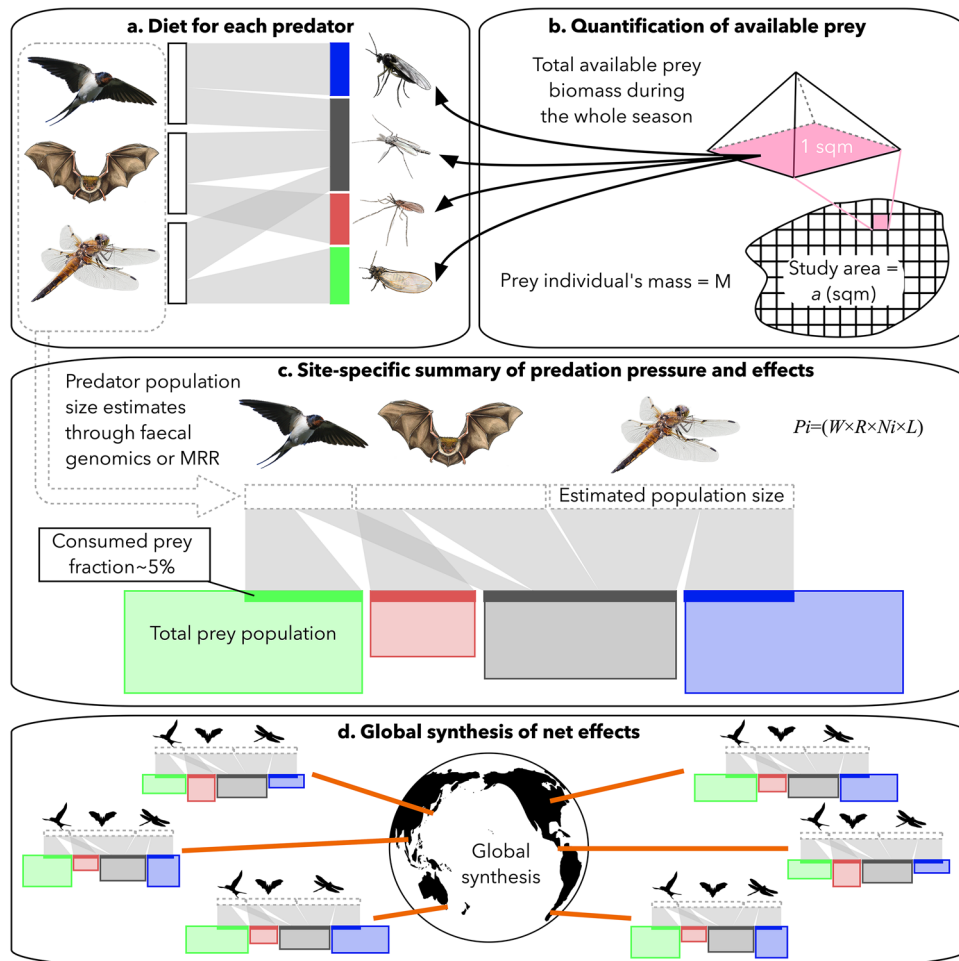 a. Diet for each predator
b. Quantification of available prey
Total available prey
biomass during
the whole season
1 sqm
Prey individual's mass = M
Study area =
a (sqm)
c. Site-specific summary of predation pressure and effects
Predator population
size estimates
through faecal
genomics or MRR
Pi=(W×R×Ni×L)
Estimated population size
Consumed prey
fraction~5%
Total prey population
d. Global synthesis of net effects
Global
synthesis